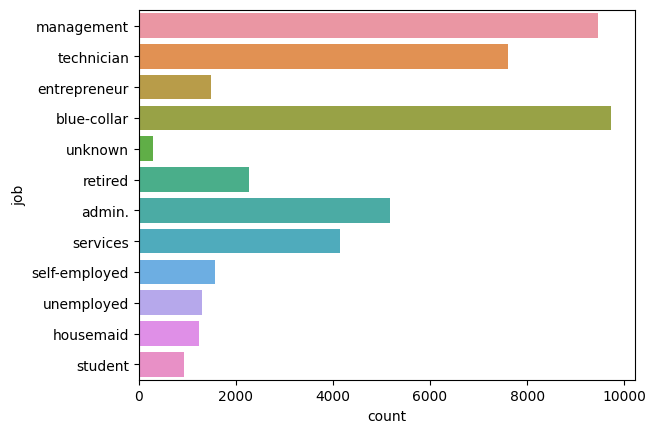 management
technician
entrepreneur
blue-collar
unknown
retired
admin.
services
self-employed
unemployed
housemaid
student
job
0 2000 4000 6000 8000 10000
count